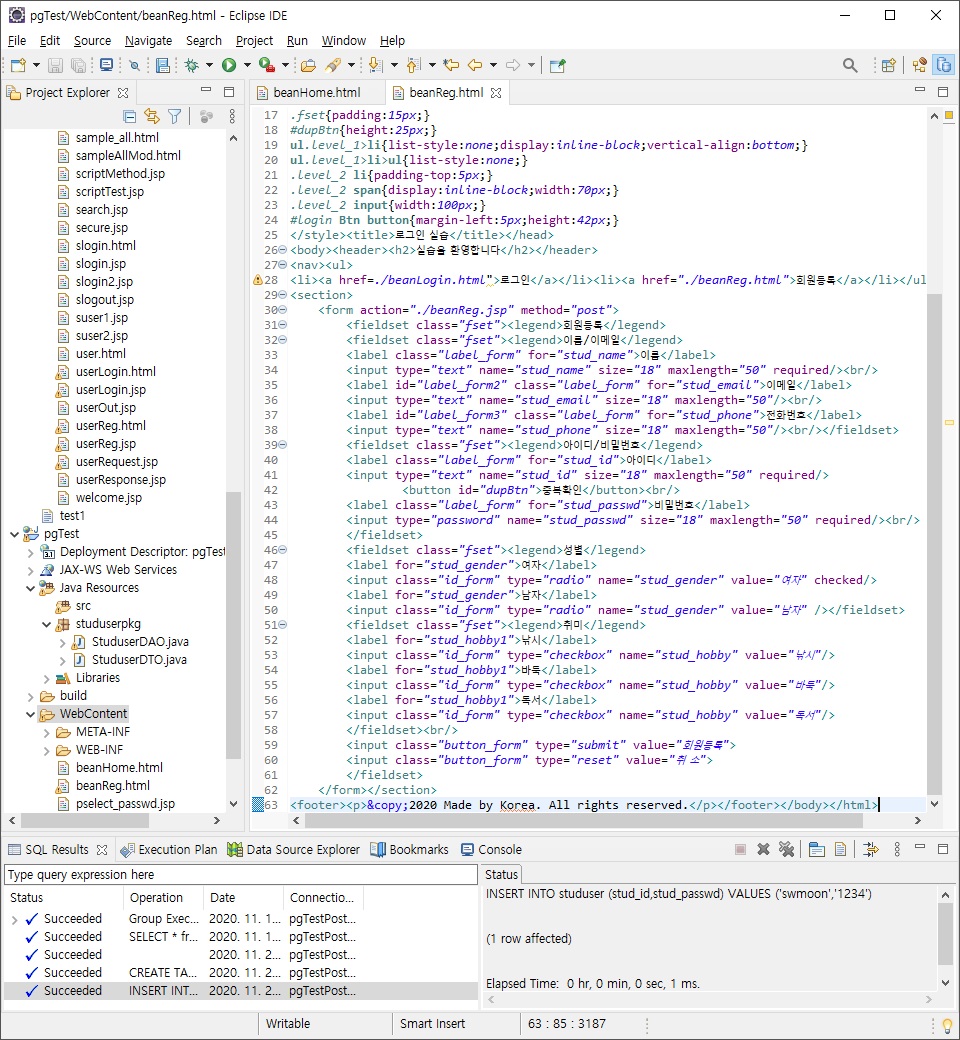 pgTest/WebContent/beanReg.html - Eclipse IDE
File Edit Source Navigate Search Project Run Window Help
Project Explorer
sample_all.html
sampleAllMod.html
scriptMethod.jsp
scriptTest.jsp
search.jsp
secure.jsp
slogin.html
slogin.jsp
slogin2.jsp
slogout.jsp
suser1.jsp
suser2.jsp
user.html
userLogin.html
userLogin.jsp
userOut.jsp
userReg.html
userReg.jsp
userRequest.jsp
userResponse.jsp
welcome.jsp
test1
pgTest
Deployment Descriptor: pgTest
JAX-WS Web Services
Java Resources
src
studuserpkg
StuduserDAO.java
StuduserDTO.java
Libraries
build
WebContent
META-INF
WEB-INF
beanHome.html
beanReg.html
pselect_passwd.jsp
beanHome.html beanReg.html
17 .fset{padding:15px;}
18 #dupBtn{height:25px;}
19 ul.level_1>li{list-style:none;display:inline-block;vertical-align:bottom;}
20 ul.level_1>li>ul{list-style:none;}
21 .level_2 li{padding-top:5px;}
22 .level_2 span{display:inline-block;width:70px;}
23 .level_2 input{width:100px;}
24 #login Btn button{margin-left:5px;height:42px;}
25 </style><title>로그인 실습</title></head>
26 <body><header><h2>실습을 환영합니다</h2></header>
27 <nav><ul>
28 <li><a href=./beanLogin.html">로그인</a></li><li><a href="./beanReg.html">회원등록</a></li></ul
29 <section>
30 <form action="./beanReg.jsp" method="post">
31 <fieldset class="fset"><legend>회원등록</legend>
32 <fieldset class="fset"><legend>이름/이메일</legend>
33 <label class="label_form" for="stud_name">이름</label>
34 <input type="text" name="stud_name" size="18" maxlength="50" required/><br/>
35 <label id="label_form2" class="label_form" for="stud_email">이메일</label>
36 <input type="text" name="stud_email" size="18" maxlength="50"/><br/>
37 <label id="label_form3" class="label_form" for="stud_phone">전화번호</label>
38 <input type="text" name="stud_phone" size="18" maxlength="50"/><br/></fieldset>
39 <fieldset class="fset"><legend>아이디/비밀번호</legend>
40 <label class="label_form" for="stud_id">아이디</label>
41 <input type="text" name="stud_id" size="18" maxlength="50" required/>
42 <button id="dupBtn">중복확인</button><br/>
43 <label class="label_form" for="stud_passwd">비밀번호</label>
44 <input type="password" name="stud_passwd" size="18" maxlength="50" required/><br/>
45 </fieldset>
46 <fieldset class="fset"><legend>성별</legend>
47 <label for="stud_gender">여자</label>
48 <input class="id_form" type="radio" name="stud_gender" value="여자" checked/>
49 <label for="stud_gender">남자</label>
50 <input class="id_form" type="radio" name="stud_gender" value="남자" /></fieldset>
51 <fieldset class="fset"><legend>취미</legend>
52 <label for="stud_hobby1">낚시</label>
53 <input class="id_form" type="checkbox" name="stud_hobby" value="낚시"/>
54 <label for="stud_hobby1">바둑</label>
55 <input class="id_form" type="checkbox" name="stud_hobby" value="바둑"/>
56 <label for="stud_hobby1">독서</label>
57 <input class="id_form" type="checkbox" name="stud_hobby" value="독서"/>
58 </fieldset><br/>
59 <input class="button_form" type="submit" value="회원등록">
60 <input class="button_form" type="reset" value="취 소">
61 </fieldset>
62 </form></section>
63 <footer><p>&copy;2020 Made by Korea. All rights reserved.</p></footer></body></html>
SQL Results Execution Plan Data Source Explorer Bookmarks Console
Type query expression here
Status Operation Date Connectio...
Succeeded Group Exec... 2020. 11. 1... pgTestPost...
Succeeded SELECT * fr... 2020. 11. 1... pgTestPost...
Succeeded 2020. 11. 2... pgTestPost...
Succeeded CREATE TA... 2020. 11. 2... pgTestPost...
Succeeded INSERT INT... 2020. 11. 2... pgTestPost...
Status
INSERT INTO studuser (stud_id,stud_passwd) VALUES ('swmoon','1234')
(1 row affected)
Elapsed Time:  0 hr, 0 min, 0 sec, 1 ms.
Writable Smart Insert 63 : 85 : 3187